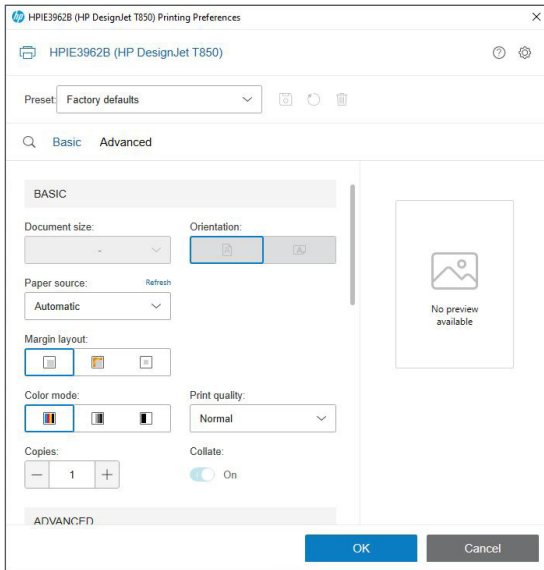 HPIE3962B (HP DesignJet T850) Printing Preferences
HPIE3962B (HP DesignJet T850)
Preset: Factory defaults
Basic Advanced
BASIC
Document size: Orientation:
-
Paper source: Refresh
Automatic
Margin layout:
Color mode: Print quality:
Normal
Copies: Collate:
1 On
No preview
available
ADVANCED
OK Cancel